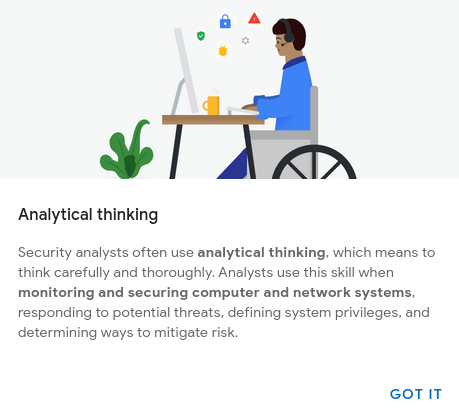 Analytical thinking
Security analysts often use analytical thinking, which means to
think carefully and thoroughly. Analysts use this skill when
monitoring and securing computer and network systems,
responding to potential threats, defining system privileges, and
determining ways to mitigate risk.
GOT IT